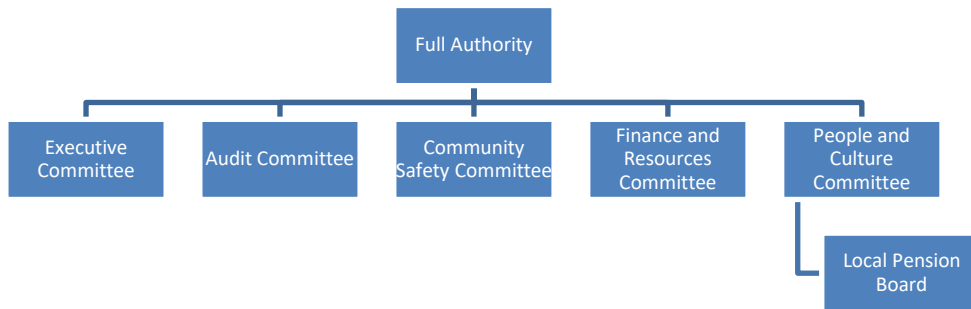 Full Authority
Executive
Committee
Audit Committee
Community
Safety Committee
Finance and
Resources
Committee
People and
Culture
Committee
Local Pension
Board